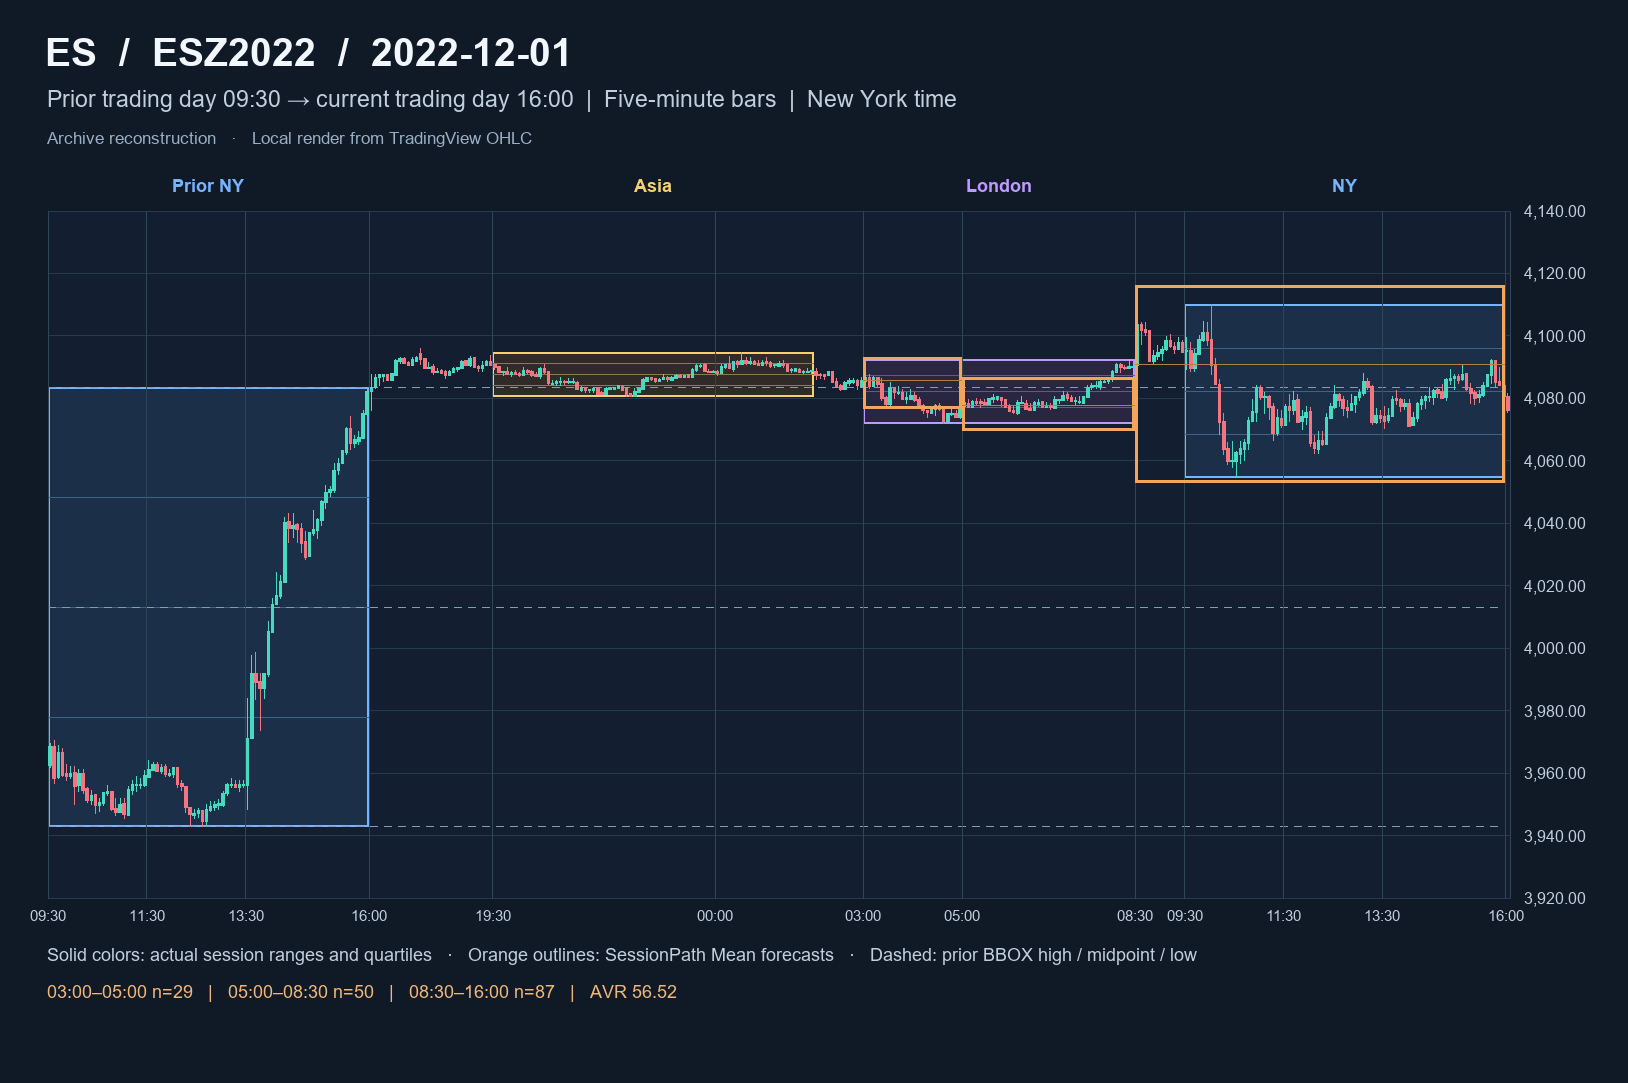 ES / ESZ2022 / 2022-12-01
Prior trading day 09:30 → current trading day 16:00 | Five-minute bars | New York time
Archive reconstruction · Local render from TradingView OHLC
Prior NY Asia London NY
4,140.00
4,120.00
4,100.00
4,080.00
4,060.00
4,040.00
4,020.00
4,000.00
3,980.00
3,960.00
3,940.00
3,920.00
09:30 11:30 13:30 16:00 19:30 00:00 03:00 05:00 08:30 09:30 11:30 13:30 16:00
Solid colors: actual session ranges and quartiles · Orange outlines: SessionPath Mean forecasts · Dashed: prior BBOX high / midpoint / low
03:00–05:00 n=29 | 05:00–08:30 n=50 | 08:30–16:00 n=87 | AVR 56.52